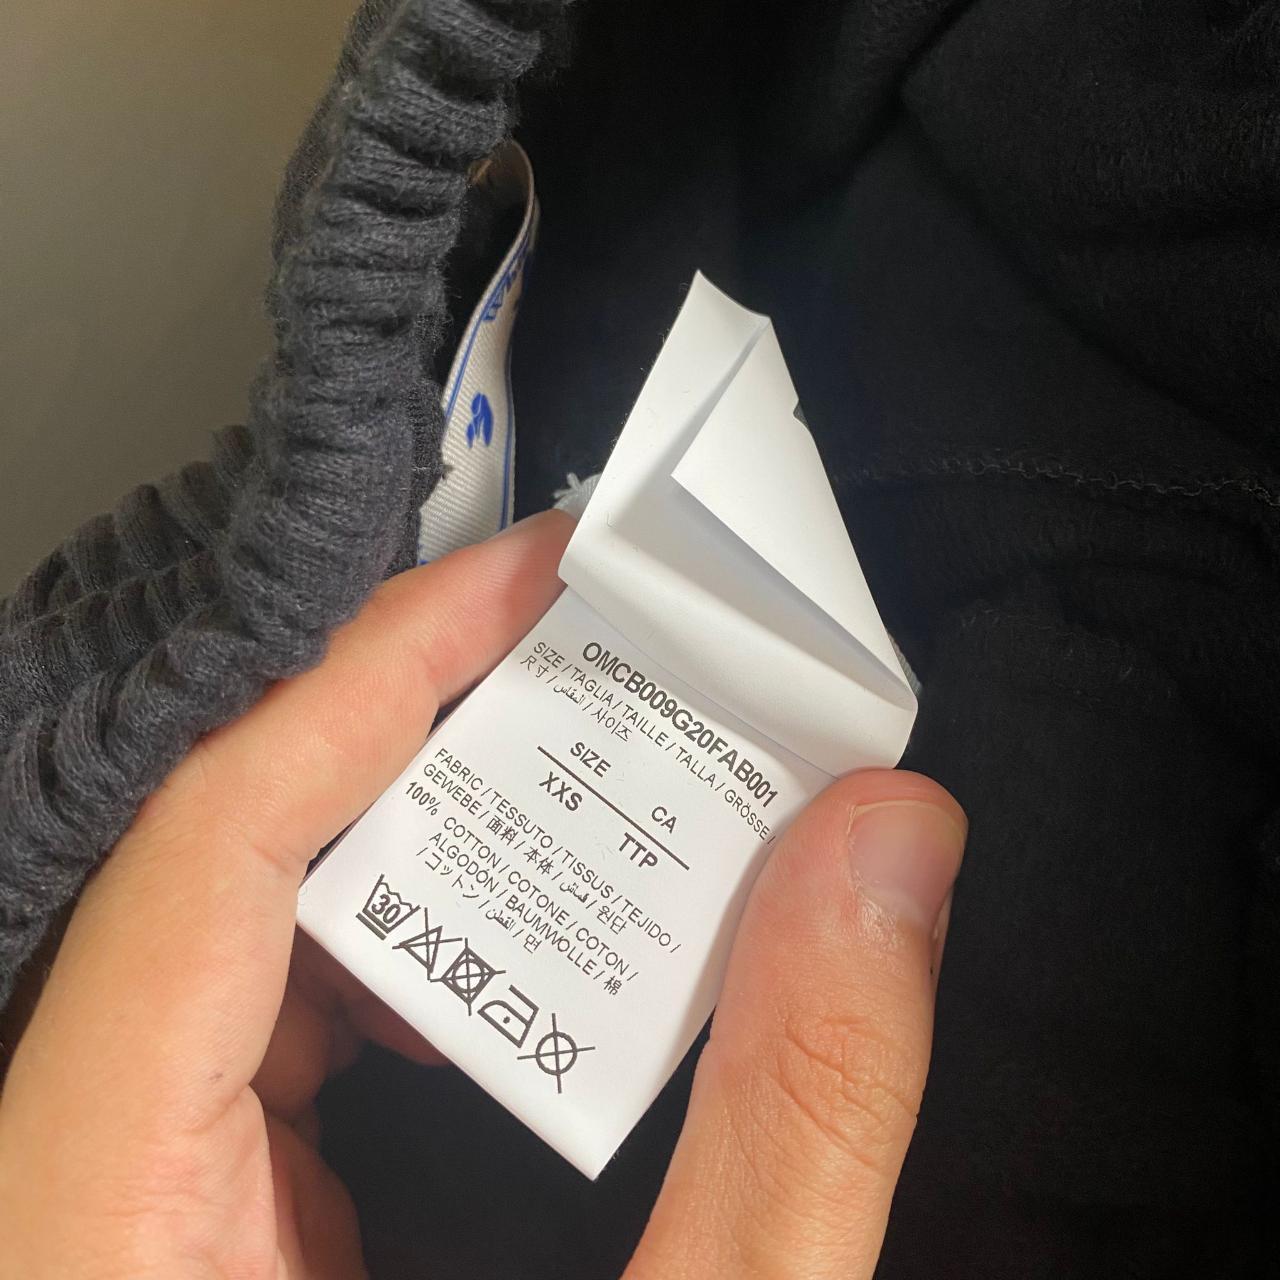 OMCB009G20FAB001
SIZE / TAGLIA / TAILLE / TALLA / GRÖSSE /
尺寸 / المقاس / 사이즈
SIZE CA
XXS TTP
FABRIC / TESSUTO / TISSUS / TEJIDO /
GEWEBE / 面料 / 本体 / قماش / 원단
100% COTTON / COTONE / COTON /
ALGODÓN / BAUMWOLLE / 棉
/ コットン / القطن / 면
30